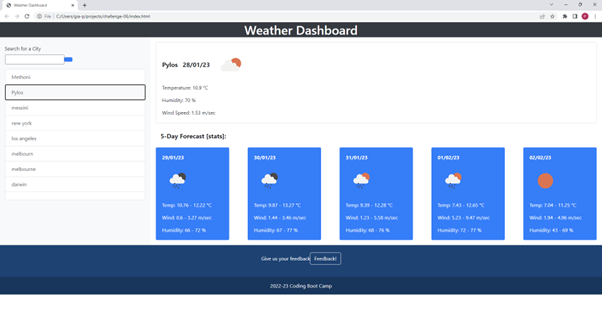 Weather Dashboard
File | C:/Users/gia-p/projects/challenge-06/index.html
Weather Dashboard
Search for a City
Methoni
Pylos
messini
new york
los angeles
melbourn
melbourne
darwin
Pylos 28/01/23
Temperature: 10.9 °C
Humidity: 70 %
Wind Speed: 1.53 m/sec
5-Day Forecast [stats]:
29/01/23
Temp: 10.76 - 12.22 °C
Wind: 0.6 - 3.27 m/sec
Humidity: 66 - 72 %
30/01/23
Temp: 9.87 - 13.27 °C
Wind: 1.44 - 3.46 m/sec
Humidity: 67 - 77 %
31/01/23
Temp: 9.39 - 12.28 °C
Wind: 1.23 - 5.58 m/sec
Humidity: 68 - 76 %
01/02/23
Temp: 7.43 - 12.65 °C
Wind: 5.23 - 9.47 m/sec
Humidity: 72 - 77 %
02/02/23
Temp: 7.04 - 11.25 °C
Wind: 1.94 - 4.96 m/sec
Humidity: 43 - 69 %
Give us your feedback Feedback!
2022-23 Coding Boot Camp